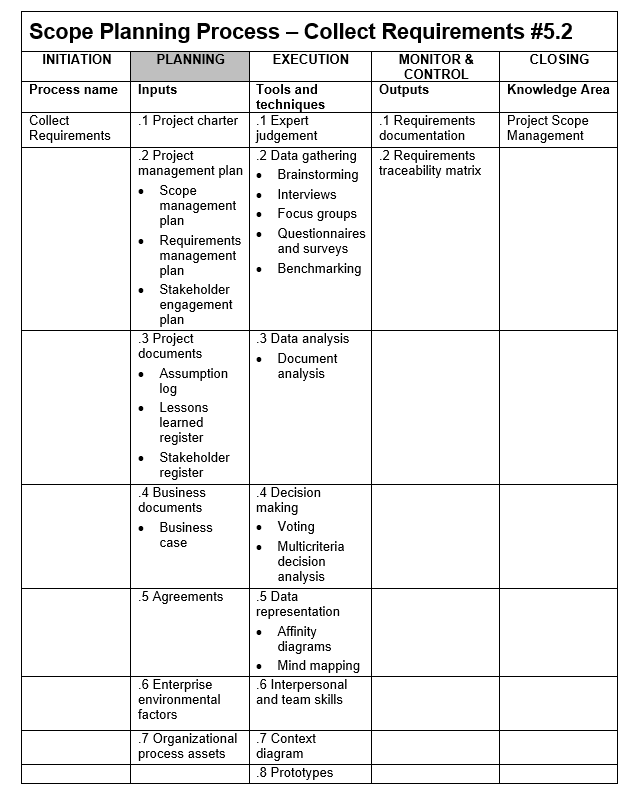 Scope Planning Process – Collect Requirements #5.2
INITIATION
PLANNING
EXECUTION
MONITOR &
CONTROL
CLOSING
Process name
Inputs
Tools and
techniques
Outputs
Knowledge Area
Collect
Requirements
.1 Project charter
.1 Expert
judgement
.1 Requirements
documentation
Project Scope
Management
.2 Project
management plan
• Scope
management
plan
• Requirements
management
plan
• Stakeholder
engagement
plan
.2 Data gathering
• Brainstorming
• Interviews
• Focus groups
• Questionnaires
and surveys
• Benchmarking
.2 Requirements
traceability matrix
.3 Project
documents
• Assumption
log
• Lessons
learned
register
• Stakeholder
register
.3 Data analysis
• Document
analysis
.4 Business
documents
• Business
case
.4 Decision
making
• Voting
• Multicriteria
decision
analysis
.5 Agreements
.5 Data
representation
• Affinity
diagrams
• Mind mapping
.6 Enterprise
environmental
factors
.6 Interpersonal
and team skills
.7 Organizational
process assets
.7 Context
diagram
.8 Prototypes